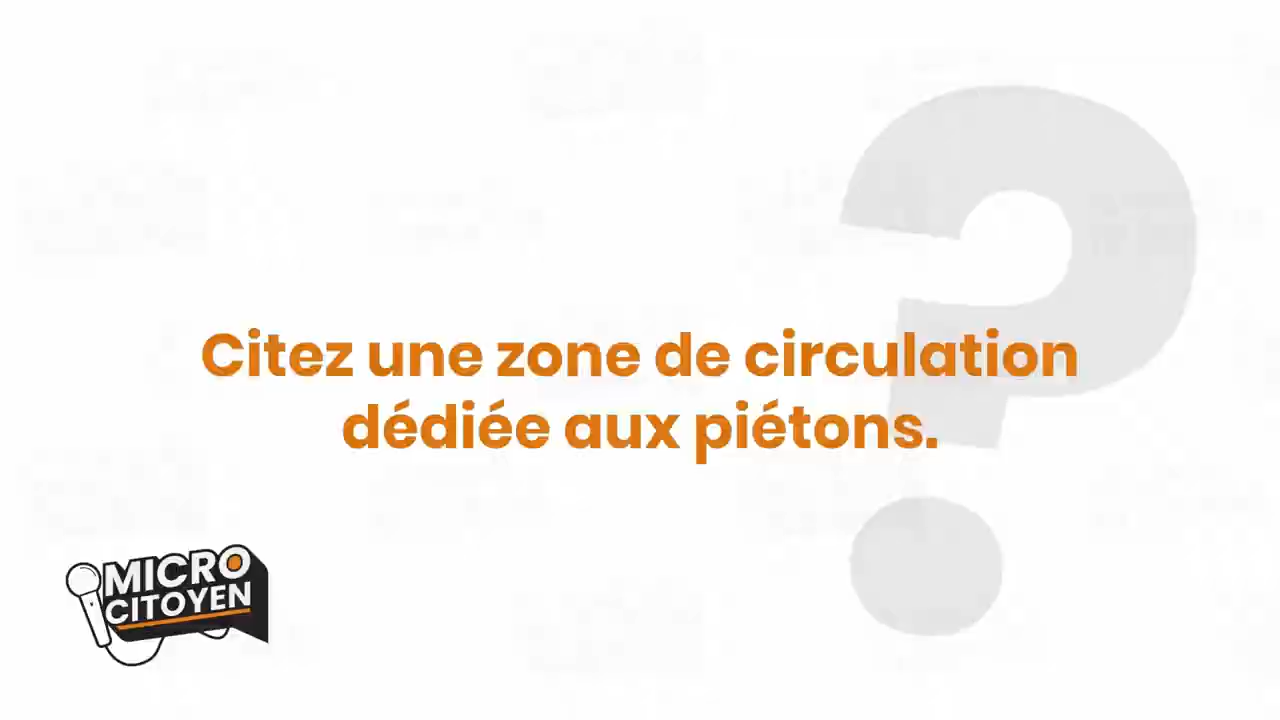 Citez une zone de circulation
dédiée aux piétons.
MICRO
CITOYEN